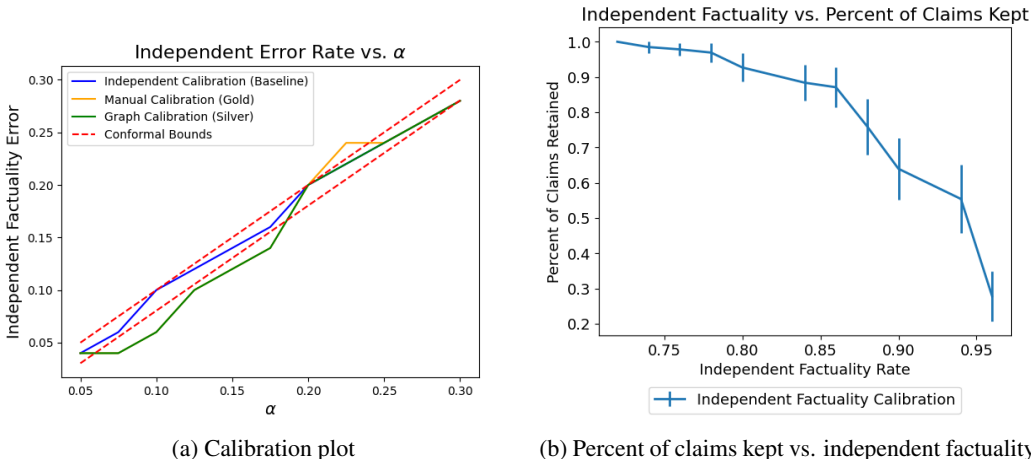 Independent Error Rate vs. α
Independent Factuality Error
0.30
0.25
0.20
0.15
0.10
0.05
Independent Calibration (Baseline)
Manual Calibration (Gold)
Graph Calibration (Silver)
Conformal Bounds
0.05 0.10 0.15 0.20 0.25 0.30
α
(a) Calibration plot
Independent Factuality vs. Percent of Claims Kept
Percent of Claims Retained
1.0
0.9
0.8
0.7
0.6
0.5
0.4
0.3
0.2
0.75 0.80 0.85 0.90 0.95
Independent Factuality Rate
Independent Factuality Calibration
(b) Percent of claims kept vs. independent factuality